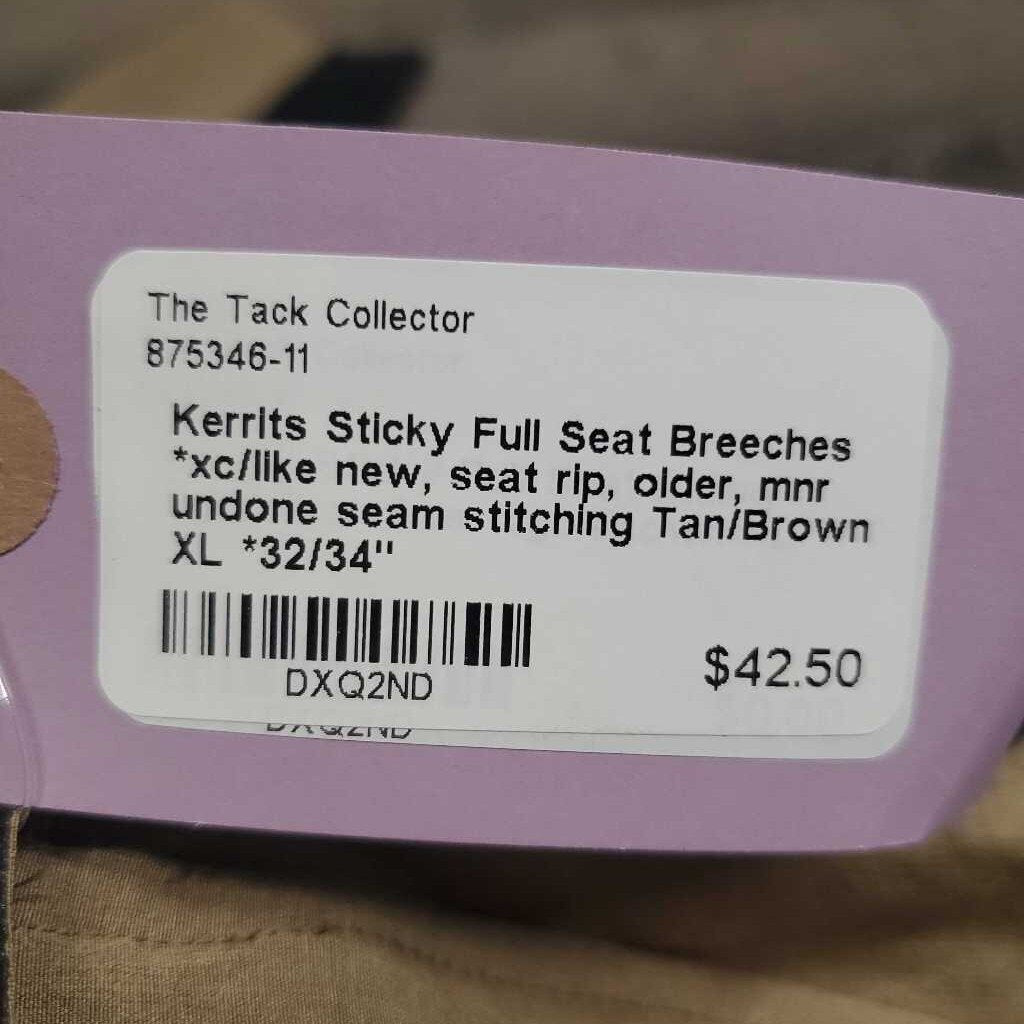 The Tack Collector
875346-11
Kerrits Sticky Full Seat Breeches
*xc/like new, seat rip, older, mnr
undone seam stitching Tan/Brown
XL *32/34"
DXQ2ND
$42.50
DXQ2ND